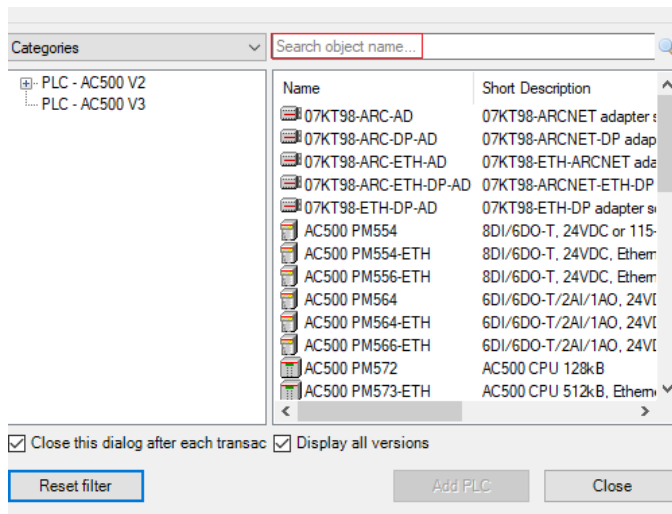 Categories
Search object name...
PLC - AC500 V2
PLC - AC500 V3
Name Short Description
07KT98-ARC-AD 07KT98-ARCNET adapter s
07KT98-ARC-DP-AD 07KT98-ARCNET-DP adap
07KT98-ARC-ETH-AD 07KT98-ETH-ARCNET ada
07KT98-ARC-ETH-DP-AD 07KT98-ARCNET-ETH-DP
07KT98-ETH-DP-AD 07KT98-ETH-DP adapter so
AC500 PM554 8DI/6DO-T, 24VDC or 115-
AC500 PM554-ETH 8DI/6DO-T, 24VDC, Ethern
AC500 PM556-ETH 8DI/6DO-T, 24VDC, Ethern
AC500 PM564 6DI/6DO-T/2AI/1AO, 24VD
AC500 PM564-ETH 6DI/6DO-T/2AI/1AO, 24VD
AC500 PM566-ETH 6DI/6DO-T/2AI/1AO, 24VD
AC500 PM572 AC500 CPU 128kB
AC500 PM573-ETH AC500 CPU 512kB, Ethern
Close this dialog after each transac Display all versions
Reset filter Add PLC Close